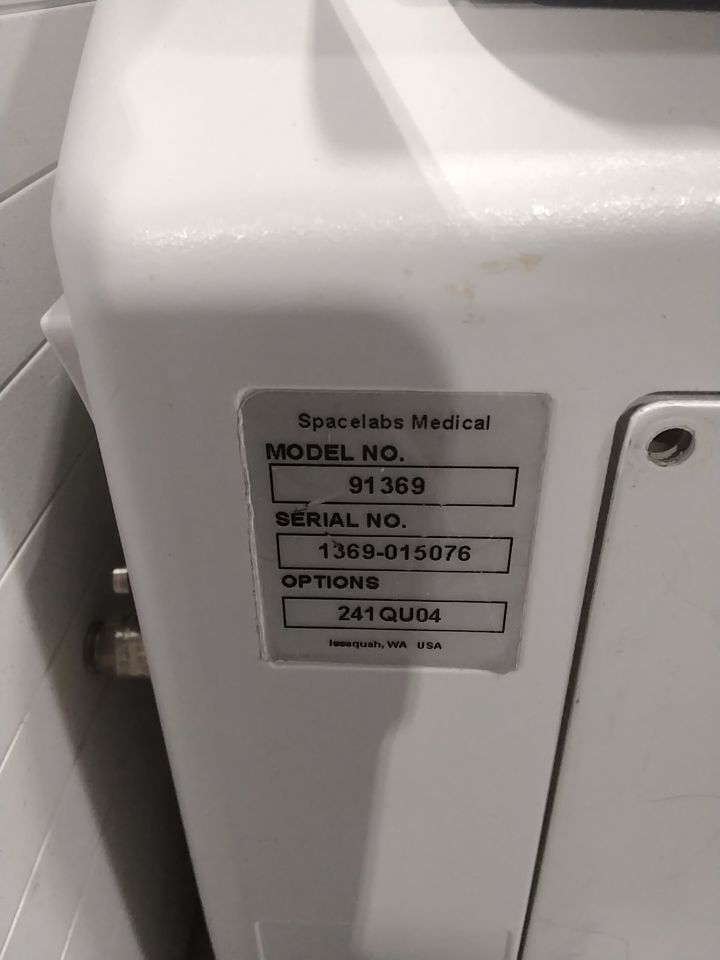 Spacelabs Medical
MODEL NO.
91369
SERIAL NO.
1369-015076
OPTIONS
241QU04
Issaquah, WA USA